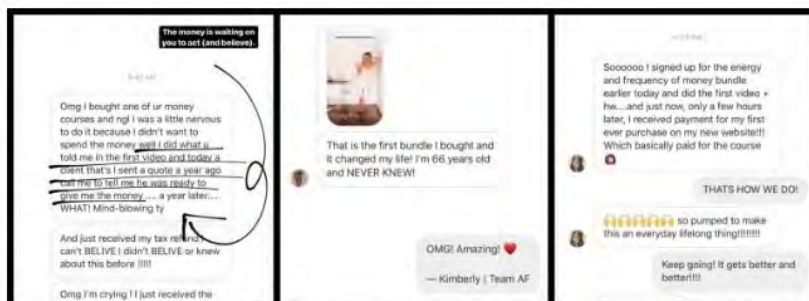 The money is waiting on
you to act (and believe).
9:43 AM
Omg I bought one of ur money
courses and ngl I was a little nervous
to do it because I didn't want to
spend the money well I did what u
told me in the first video and today a
client that's I sent a quote a year ago
call me to tell me he was ready to
give me the money .... a year later....
WHAT! Mind-blowing ty
And just received my tax refund I
can't BELIVE I didn't BELIVE or knew
about this before !!!!!
Omg I'm crying ! I just received the
That is the first bundle I bought and
it changed my life! I'm 66 years old
and NEVER KNEW!
OMG! Amazing! ❤️
— Kimberly | Team AF
Soooooo I signed up for the energy
and frequency of money bundle
earlier today and did the first video +
hw....and just now, only a few hours
later, I received payment for my first
ever purchase on my new website!!!
Which basically paid for the course
THATS HOW WE DO!
so pumped to make
this an everyday lifelong thing!!!!!!!!!
Keep going! It gets better and
better!!!!